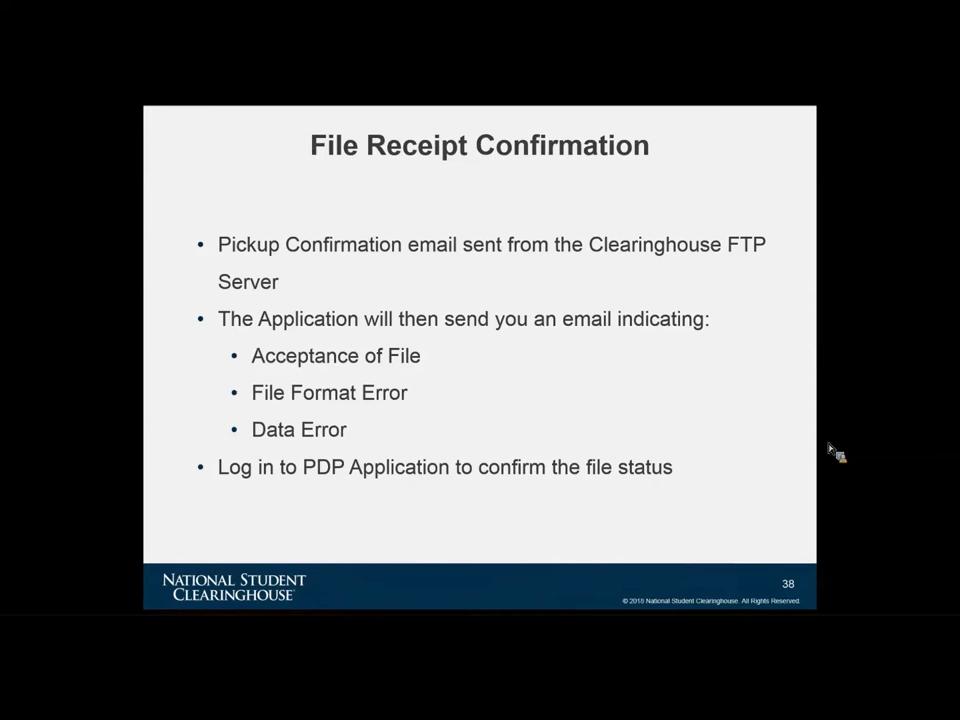 File Receipt Confirmation
• Pickup Confirmation email sent from the Clearinghouse FTP
Server
• The Application will then send you an email indicating:
• Acceptance of File
• File Format Error
• Data Error
• Log in to PDP Application to confirm the file status
NATIONAL STUDENT
CLEARINGHOUSE
38
© 2018 National Student Clearinghouse. All Rights Reserved.